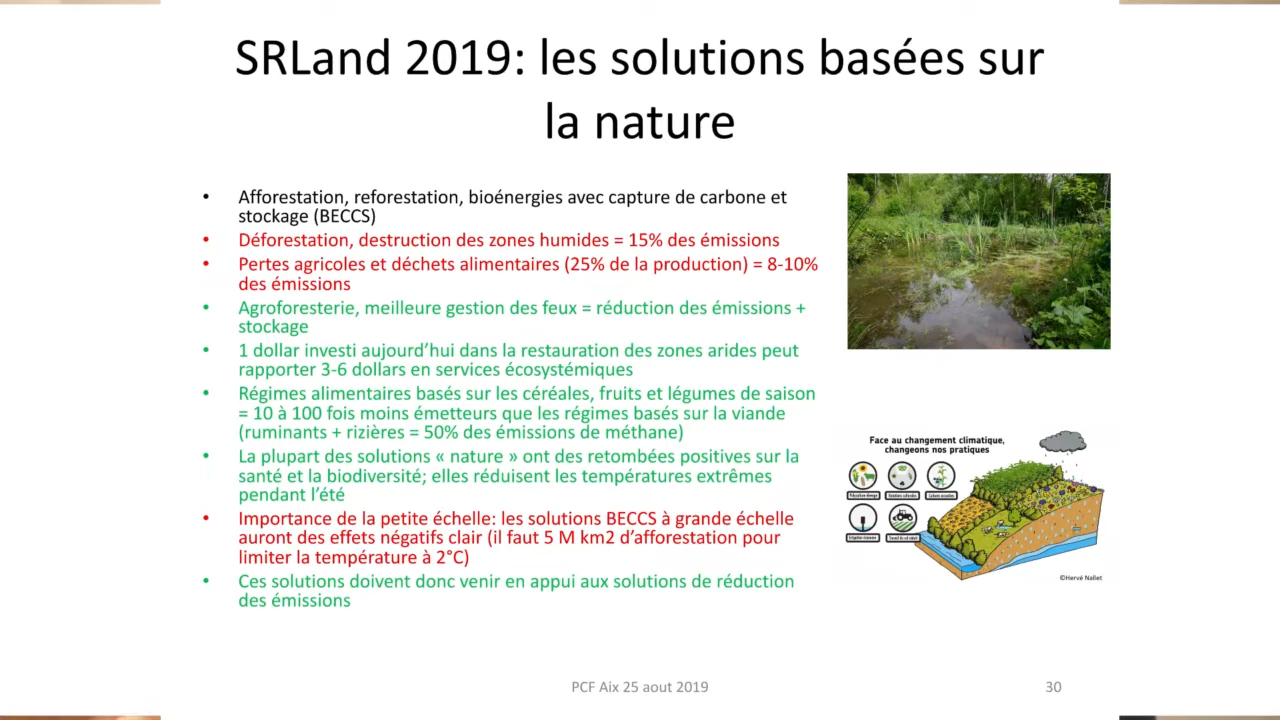 SRLand 2019: les solutions basées sur
la nature
• Afforestation, reforestation, bioénergies avec capture de carbone et
stockage (BECCS)
• Déforestation, destruction des zones humides = 15% des émissions
• Pertes agricoles et déchets alimentaires (25% de la production) = 8-10%
des émissions
• Agroforesterie, meilleure gestion des feux = réduction des émissions +
stockage
• 1 dollar investi aujourd’hui dans la restauration des zones arides peut
rapporter 3-6 dollars en services écosystémiques
• Régimes alimentaires basés sur les céréales, fruits et légumes de saison
= 10 à 100 fois moins émetteurs que les régimes basés sur la viande
(ruminants + rizières = 50% des émissions de méthane)
• La plupart des solutions « nature » ont des retombées positives sur la
santé et la biodiversité; elles réduisent les températures extrêmes
pendant l’été
• Importance de la petite échelle: les solutions BECCS à grande échelle
auront des effets négatifs clair (il faut 5 M km2 d’afforestation pour
limiter la température à 2°C)
• Ces solutions doivent donc venir en appui aux solutions de réduction
des émissions
Face au changement climatique,
changeons nos pratiques
©Hervé Nallet
PCF Aix 25 aout 2019
30